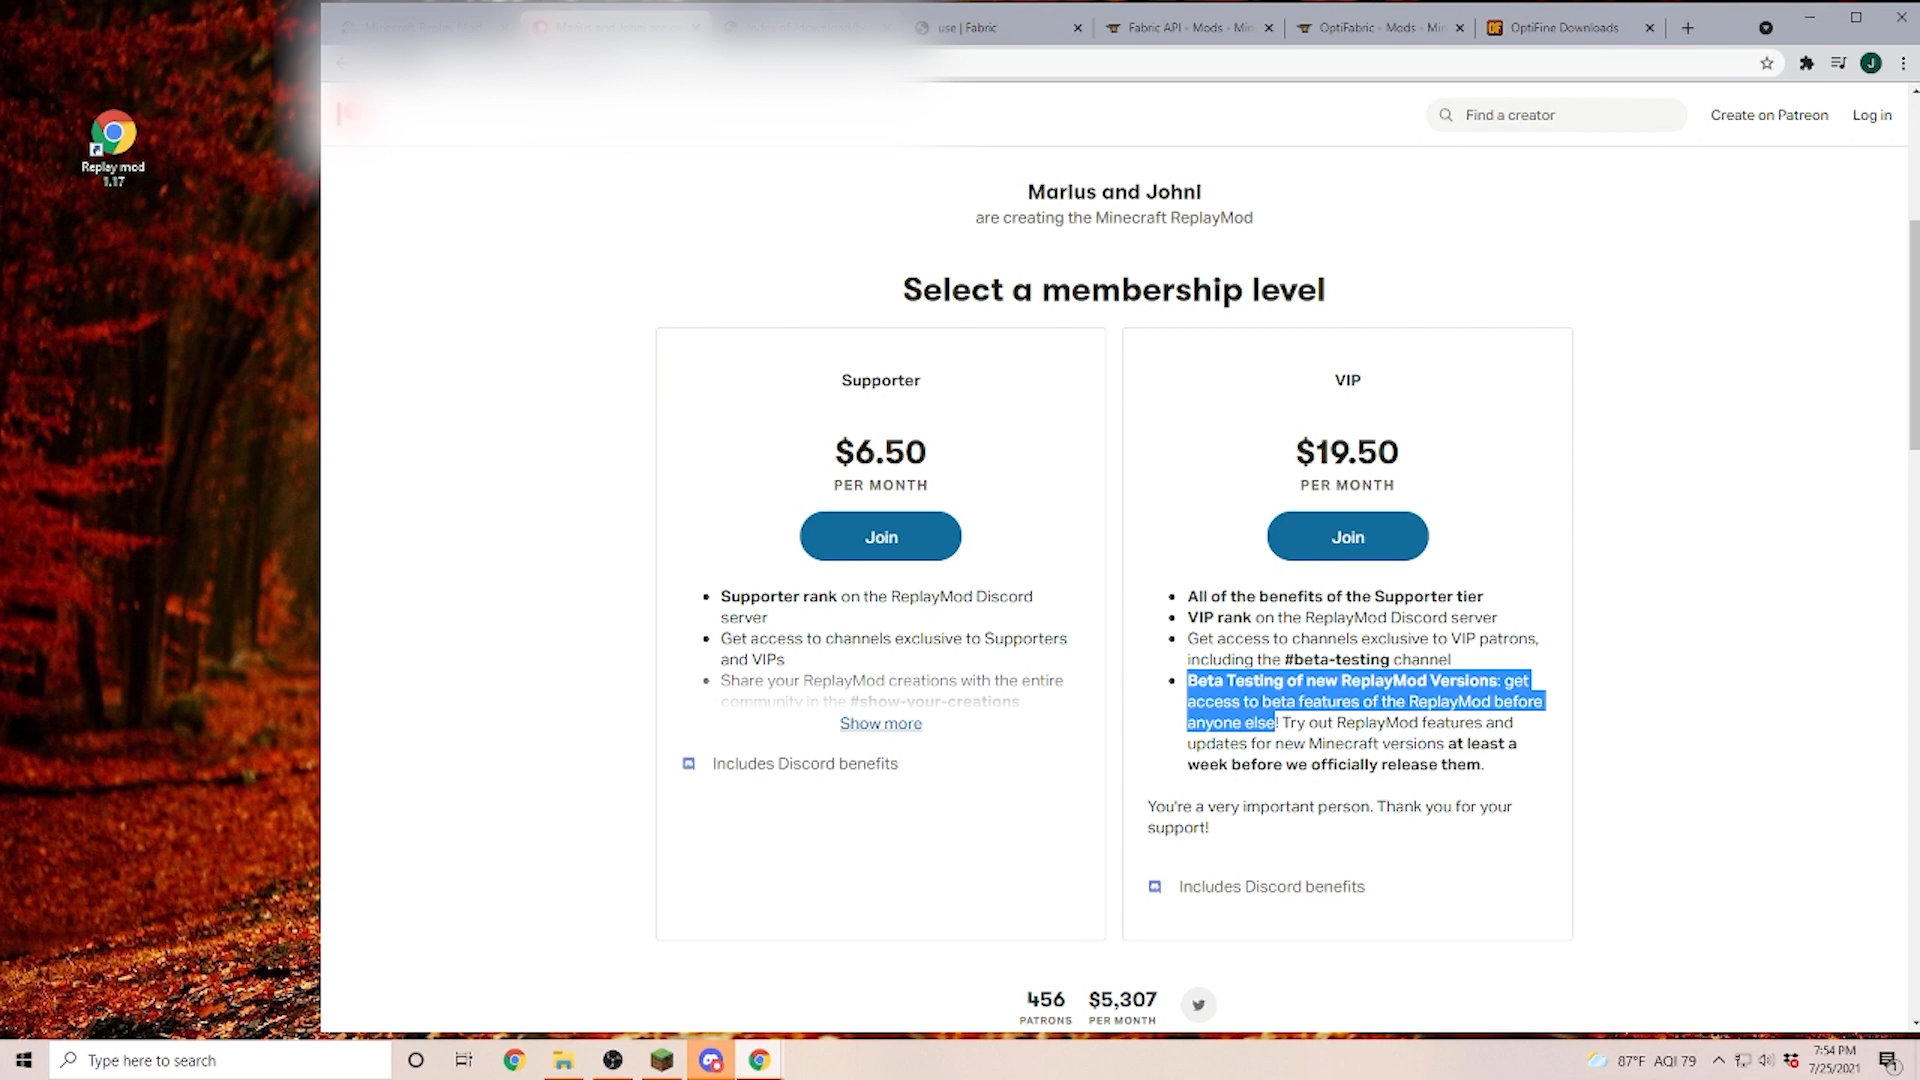 use | Fabric
Fabric API - Mods - Min
OptiFabric - Mods - Min
OptiFine Downloads
J
Replay mod
1.17
Find a creator
Create on Patreon
Log in
Marius and Johni
are creating the Minecraft ReplayMod
Select a membership level
Supporter
$6.50
PER MONTH
Join
Supporter rank on the ReplayMod Discord
server
Get access to channels exclusive to Supporters
and VIPs
Share your ReplayMod creations with the entire
community in the #show-your-creations
Show more
Includes Discord benefits
VIP
$19.50
PER MONTH
Join
All of the benefits of the Supporter tier
VIP rank on the ReplayMod Discord server
Get access to channels exclusive to VIP patrons,
including the #beta-testing channel
Beta Testing of new ReplayMod Versions: get
access to beta features of the ReplayMod before
anyone else! Try out ReplayMod features and
updates for new Minecraft versions at least a
week before we officially release them.
You're a very important person. Thank you for your
support!
Includes Discord benefits
456
PATRONS
$5,307
PER MONTH
Type here to search
87°F AQI 79
7:54 PM
7/25/2021